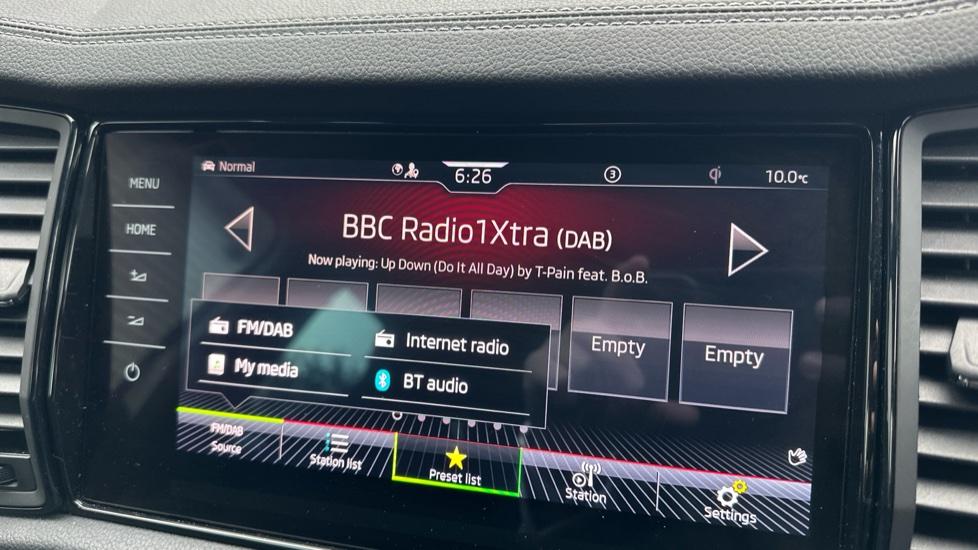 Normal
6:26
3
qi
10.0°C
MENU
HOME
BBC Radio1Xtra (DAB)
Now playing: Up Down (Do It All Day) by T-Pain feat. B.o.B.
FM/DAB
Internet radio
My media
BT audio
Empty
Empty
FM/DAB
Source
Station list
Preset list
Station
Settings